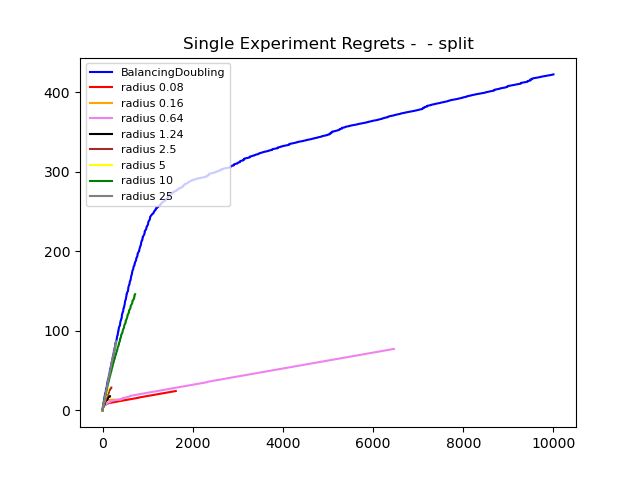 Single Experiment Regrets -  - split
BalancingDoubling
radius 0.08
radius 0.16
radius 0.64
radius 1.24
radius 2.5
radius 5
radius 10
radius 25
400
300
200
100
0
0 2000 4000 6000 8000 10000